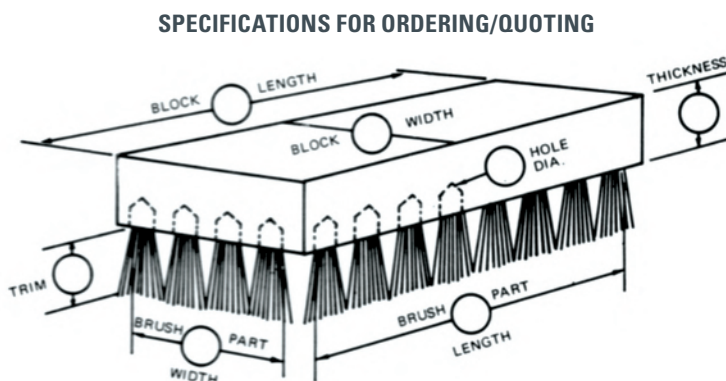 SPECIFICATIONS FOR ORDERING/QUOTING
BLOCK LENGTH
THICKNESS
BLOCK WIDTH
HOLE
DIA.
TRIM
BRUSH PART
WIDTH
BRUSH PART
LENGTH